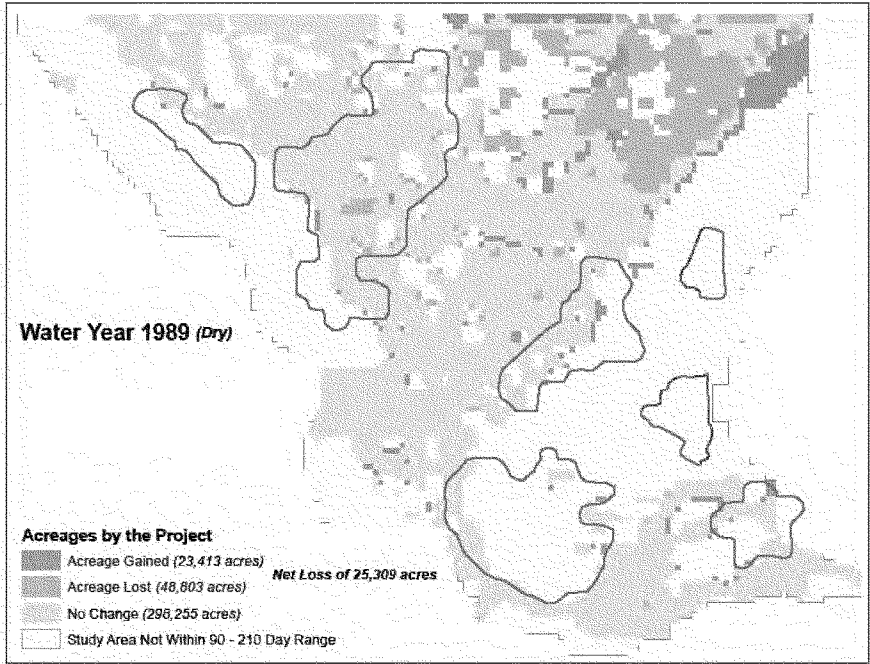 Water Year 1989 (Dry)
Acreages by the Project
Acreage Gained (23,413 acres)
Net Loss of 25,309 acres
Acreage Lost (48,803 acres)
No Change (298,255 acres)
Study Area Not Within 90 - 210 Day Range